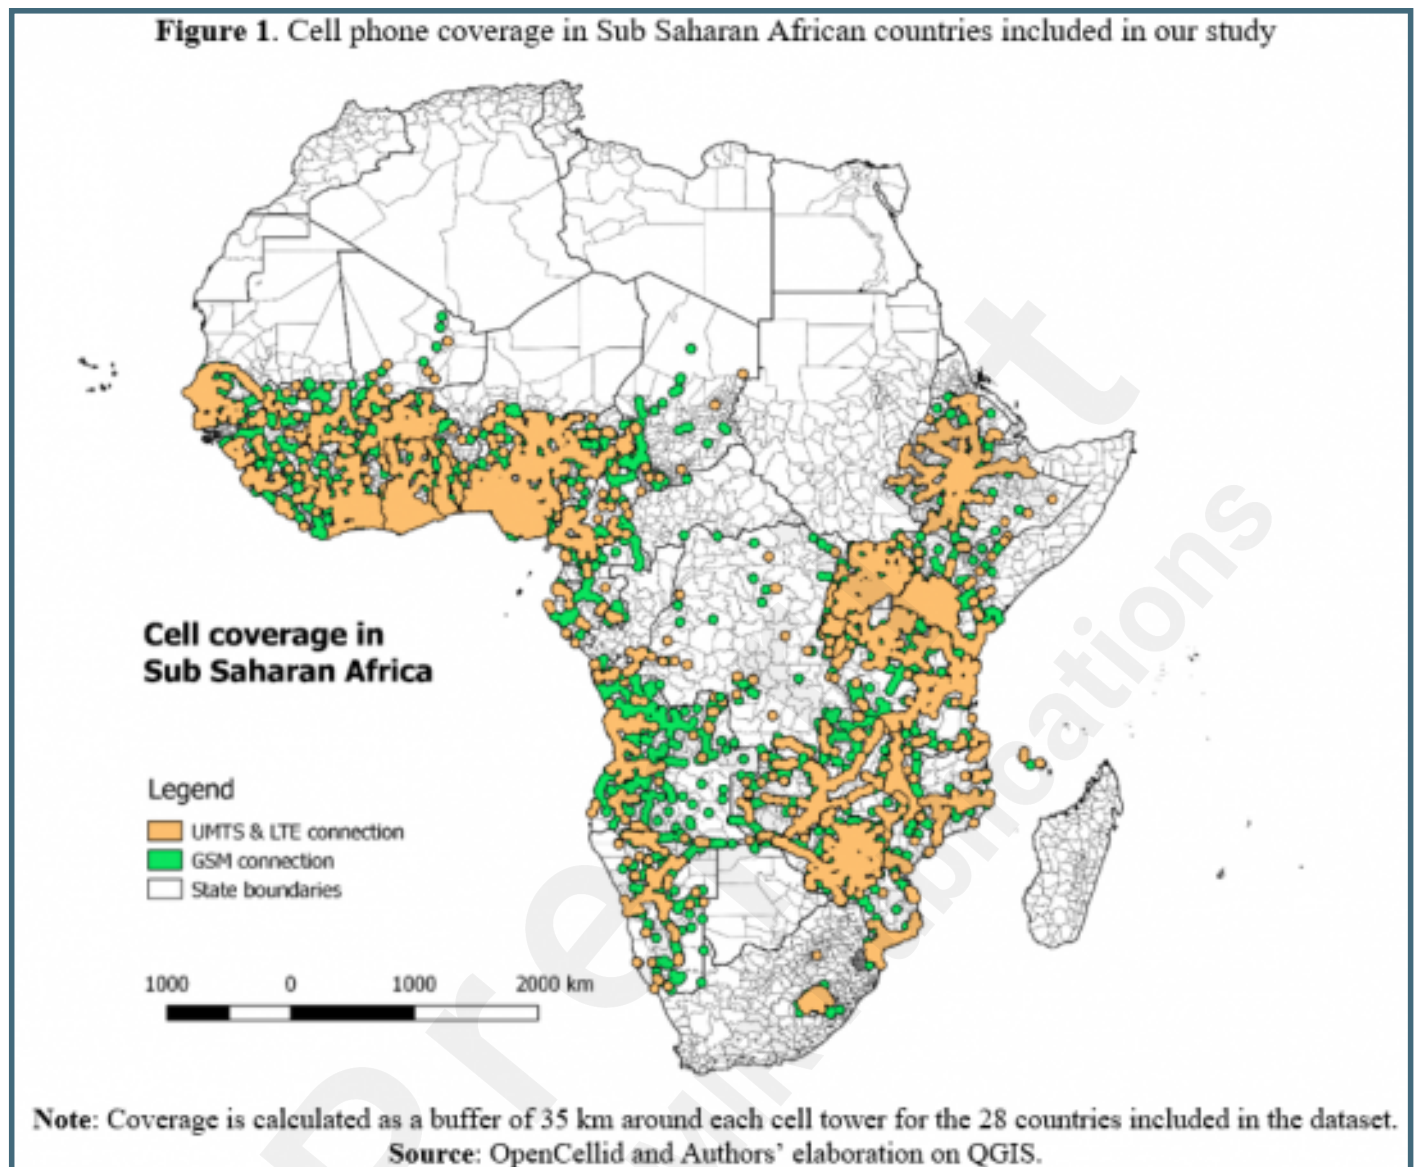 Figure 1. Cell phone coverage in Sub Saharan African countries included in our study
Cell coverage in
Sub Saharan Africa
Legend
UMTS & LTE connection
GSM connection
State boundaries
1000 0 1000 2000 km
Note: Coverage is calculated as a buffer of 35 km around each cell tower for the 28 countries included in the dataset.
Source: OpenCellid and Authors’ elaboration on QGIS.